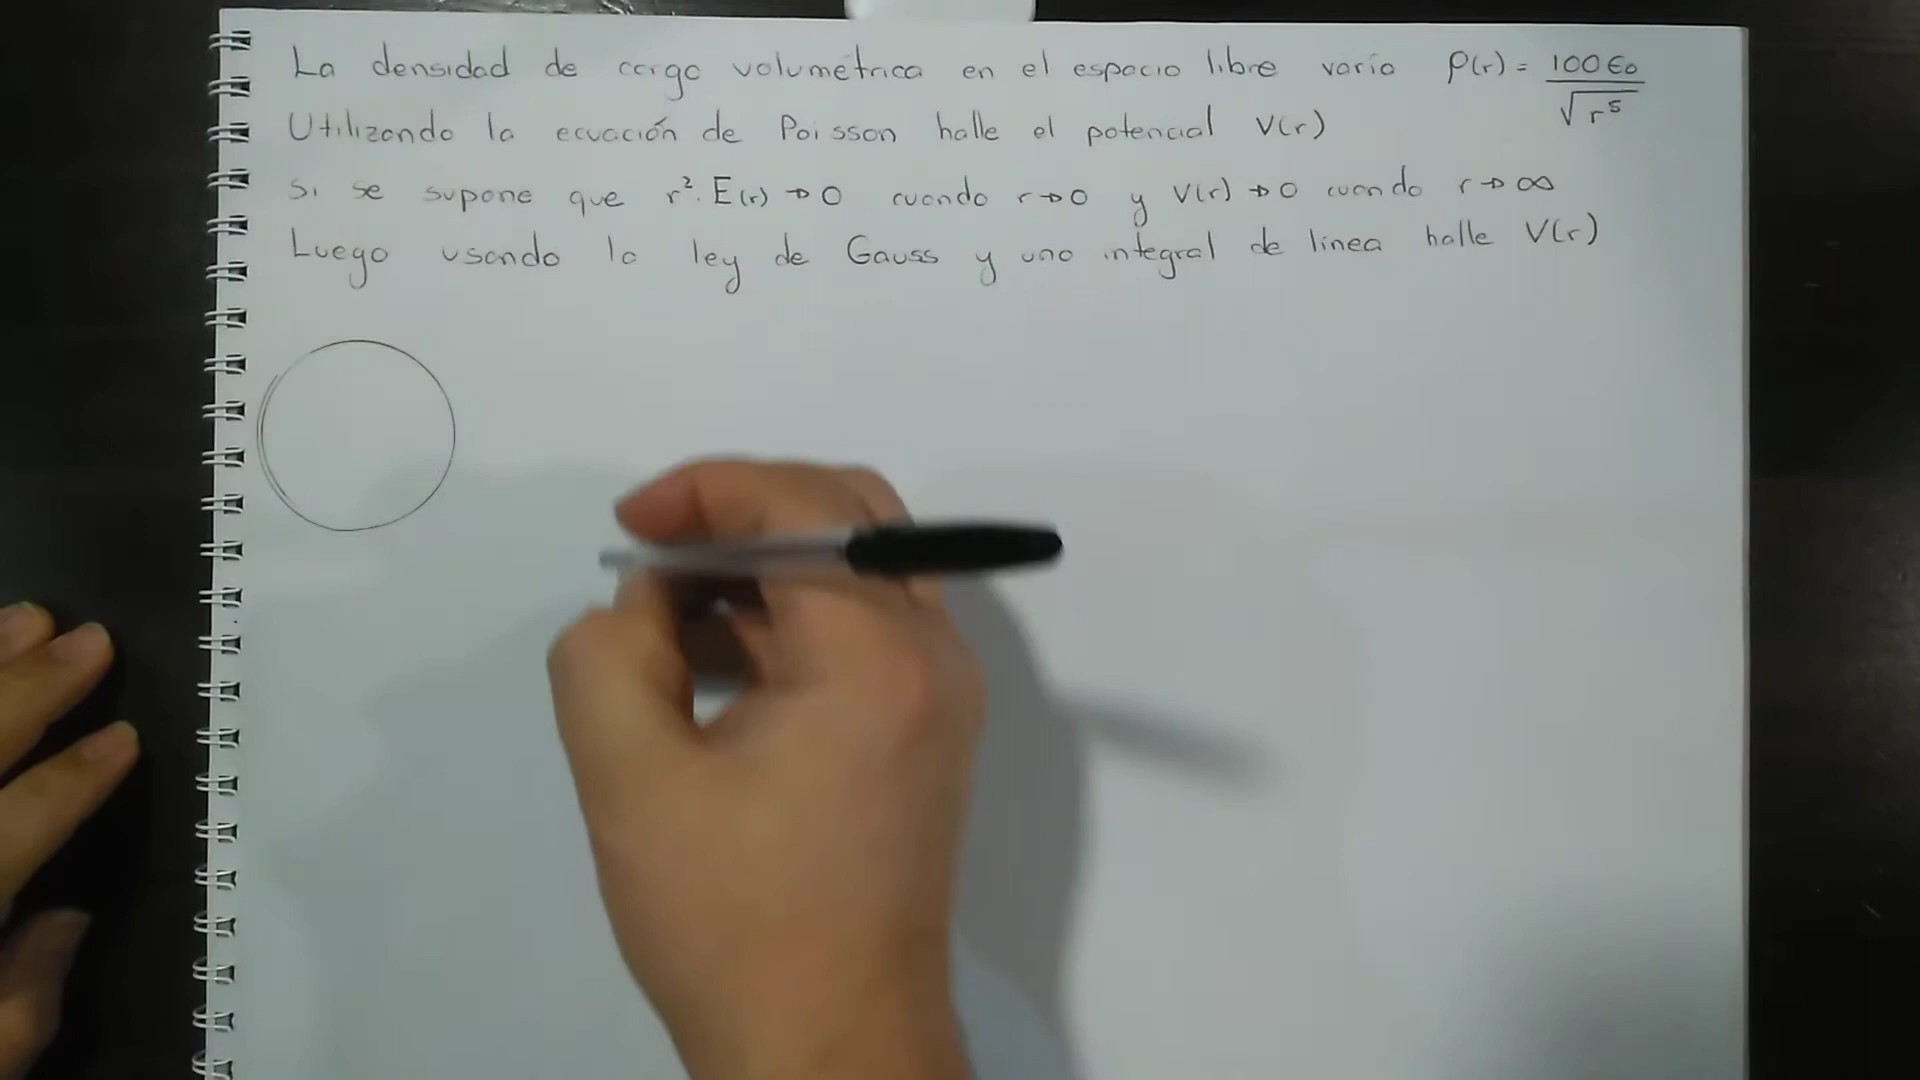 La densidad de carga volumétrica en el espacio libre varía ρ(r) = 100 ϵo / √r⁵
Utilizando la ecuación de Poisson halle el potencial V(r)
Si se supone que r². E(r) → 0 cuando r → 0 y V(r) → 0 cuando r → ∞
Luego usando la ley de Gauss y una integral de línea halle V(r)